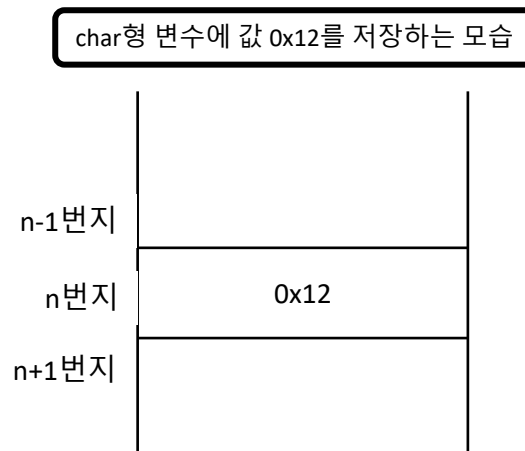 char형 변수에 값 0x12를 저장하는 모습
n-1번지
n번지 0x12
n+1번지